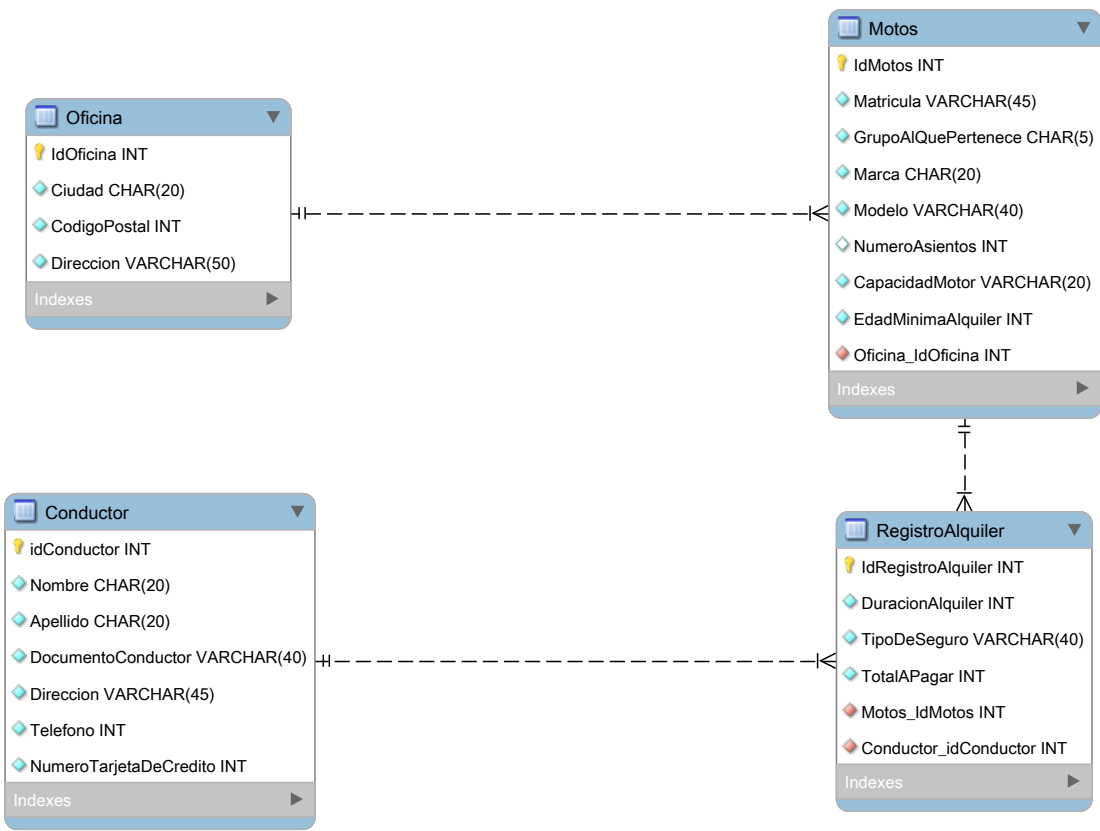 Oficina
IdOficina INT
Ciudad CHAR(20)
CodigoPostal INT
Direccion VARCHAR(50)
Indexes
Motos
IdMotos INT
Matricula VARCHAR(45)
GrupoAlQuePertenece CHAR(5)
Marca CHAR(20)
Modelo VARCHAR(40)
NumeroAsientos INT
CapacidadMotor VARCHAR(20)
EdadMinimaAlquiler INT
Oficina_IdOficina INT
Indexes
Conductor
idConductor INT
Nombre CHAR(20)
Apellido CHAR(20)
DocumentoConductor VARCHAR(40)
Direccion VARCHAR(45)
Telefono INT
NumeroTarjetaDeCredito INT
Indexes
RegistroAlquiler
IdRegistroAlquiler INT
DuracionAlquiler INT
TipoDeSeguro VARCHAR(40)
TotalAPagar INT
Motos_IdMotos INT
Conductor_idConductor INT
Indexes